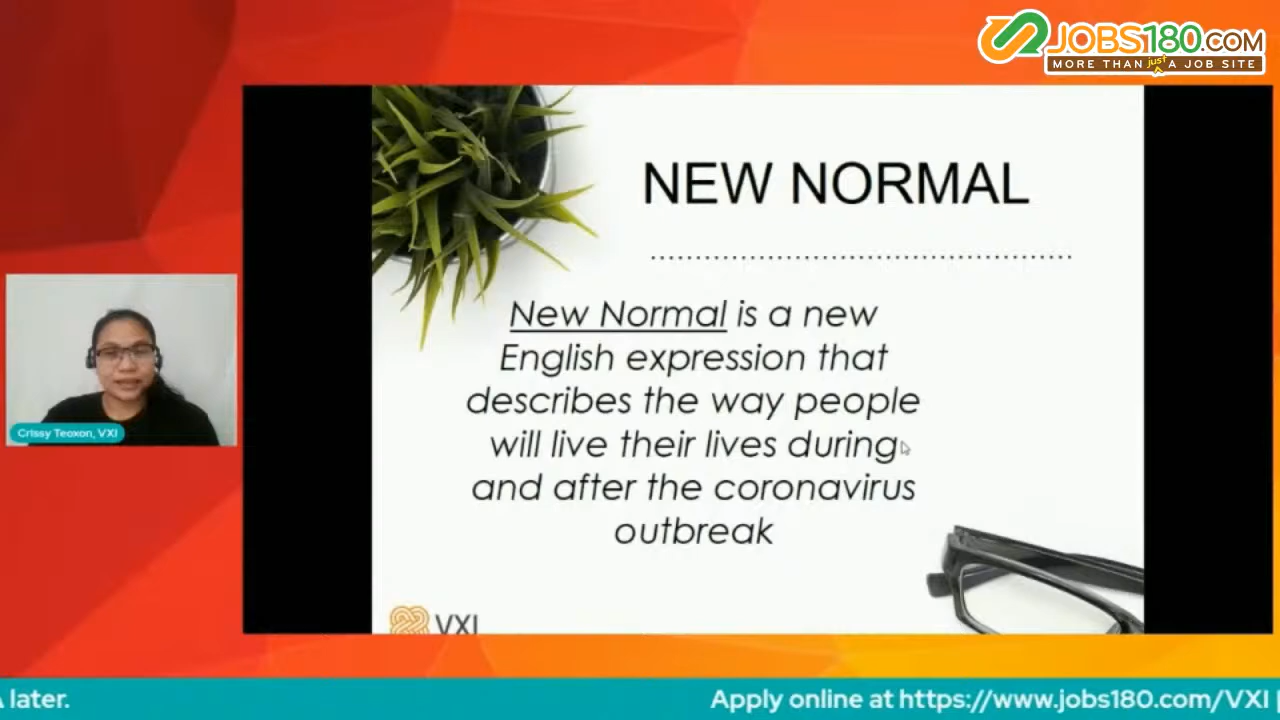 JOBS180.COM
MORE THAN just A JOB SITE
NEW NORMAL
New Normal is a new
English expression that
describes the way people
will live their lives during
and after the coronavirus
outbreak
Crissy Teoxon, VXI
VXI
later.
Apply online at https://www.jobs180.com/VXI